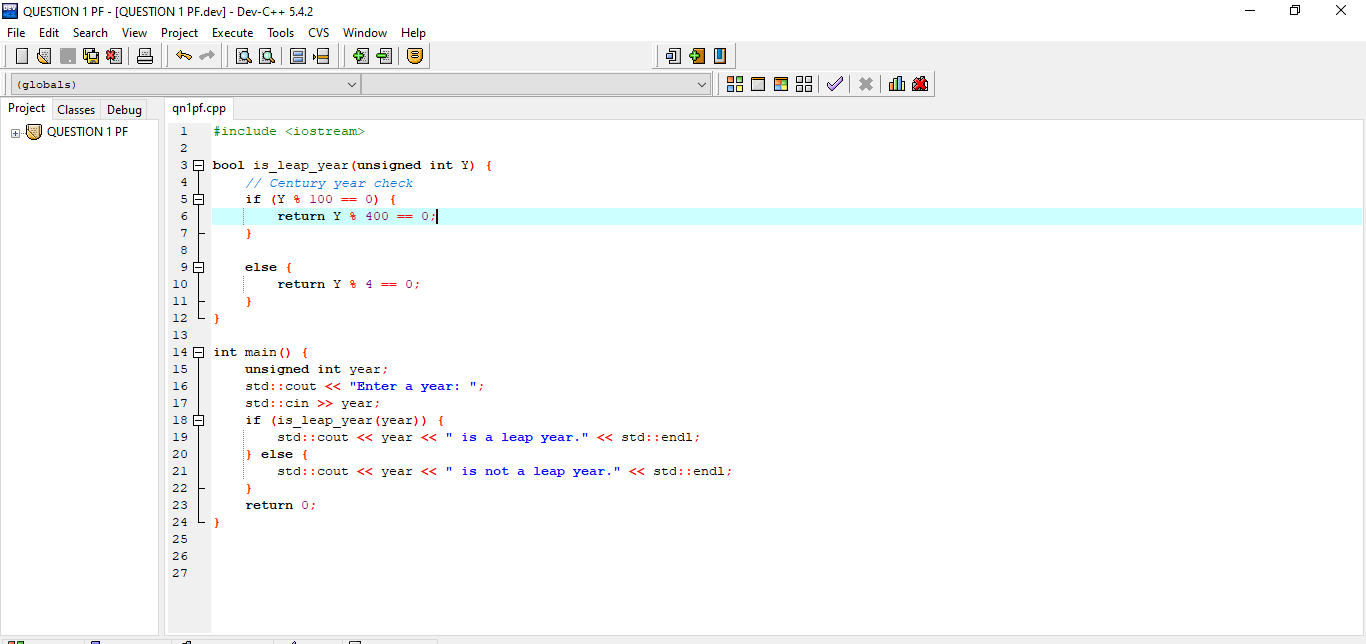 QUESTION 1 PF - [QUESTION 1 PF.dev] - Dev-C++ 5.4.2
File Edit Search View Project Execute Tools CVS Window Help
(globals)
Project Classes Debug
QUESTION 1 PF
qn1pf.cpp
1 #include <iostream>
2
3 bool is_leap_year(unsigned int Y) {
4 // Century year check
5 if (Y % 100 == 0) {
6 return Y % 400 == 0;
7 }
8
9 else {
10 return Y % 4 == 0;
11 }
12 }
13
14 int main() {
15 unsigned int year;
16 std::cout << "Enter a year: ";
17 std::cin >> year;
18 if (is_leap_year(year)) {
19 std::cout << year << " is a leap year." << std::endl;
20 } else {
21 std::cout << year << " is not a leap year." << std::endl;
22 }
23 return 0;
24 }
25
26
27